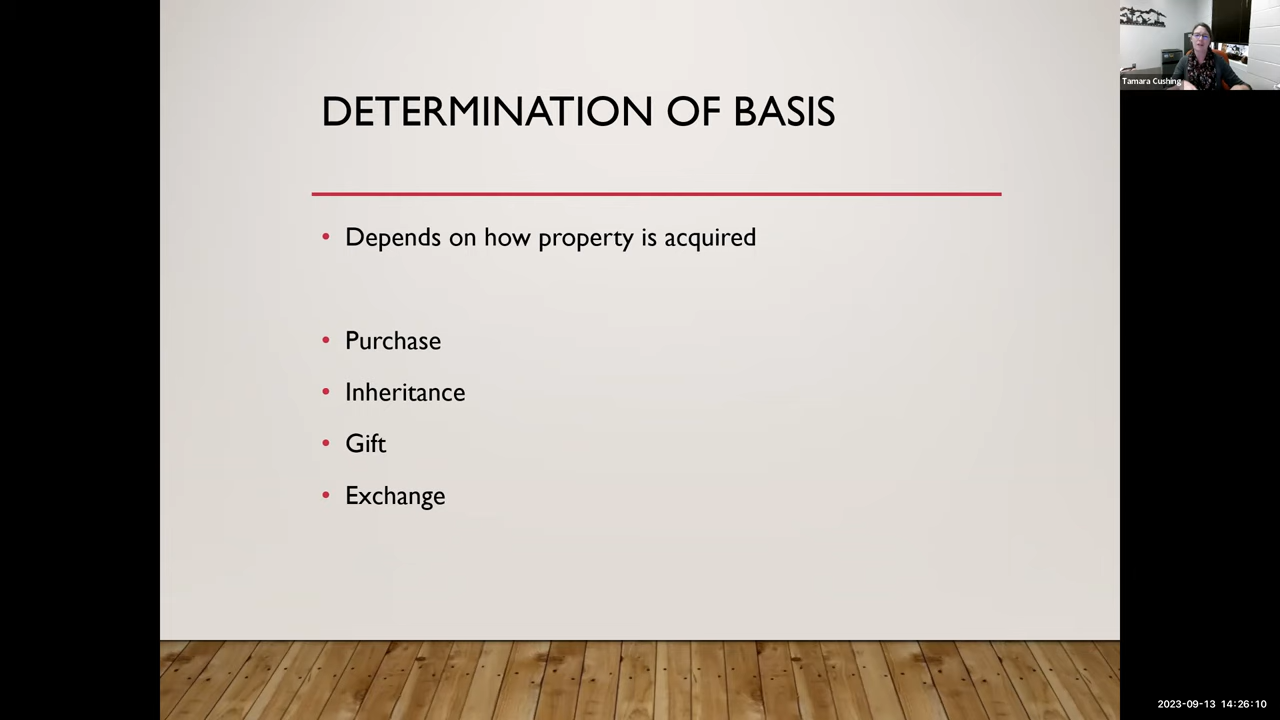 DETERMINATION OF BASIS
• Depends on how property is acquired
• Purchase
• Inheritance
• Gift
• Exchange
Tamara Cushing
2023-09-13 14:26:10